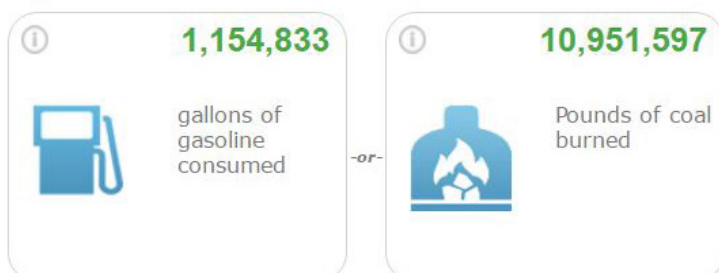 1,154,833
gallons of
gasoline
consumed
-or-
10,951,597
Pounds of coal
burned